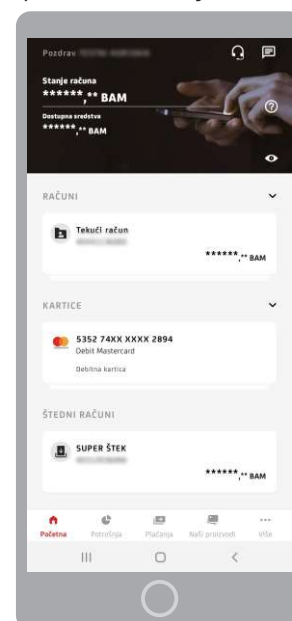 Pozdrav
Stanje računa
******,** BAM
Dostupna sredstva
******,** BAM
RAČUNI
Tekući račun
******,** BAM
KARTICE
5352 74XX XXXX 2894
Debit Mastercard
Debitna kartica
ŠTEDNI RAČUNI
SUPER ŠTEK
******,** BAM
Početna Potrošnja Plaćanja Naši proizvodi Više